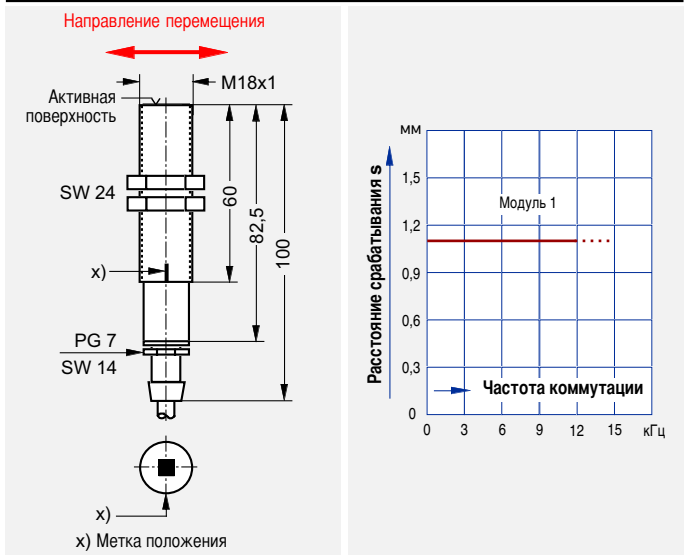 Направление перемещения
M18x1
Активная
поверхность
SW 24
60
82,5
100
x)
PG 7
SW 14
x)
x) Метка положения
мм
Расстояние срабатывания s
1,5
1,2
0,9
0,6
0,3
0
Модуль 1
Частота коммутации
0 3 6 9 12 15 кГц